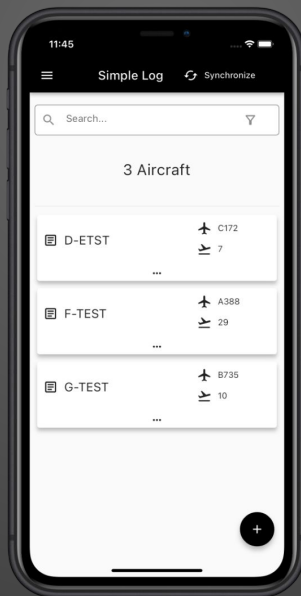 11:45
Simple Log Synchronize
Search...
3 Aircraft
D-ETST
C172
7
...
F-TEST
A388
29
...
G-TEST
B735
10
...
+